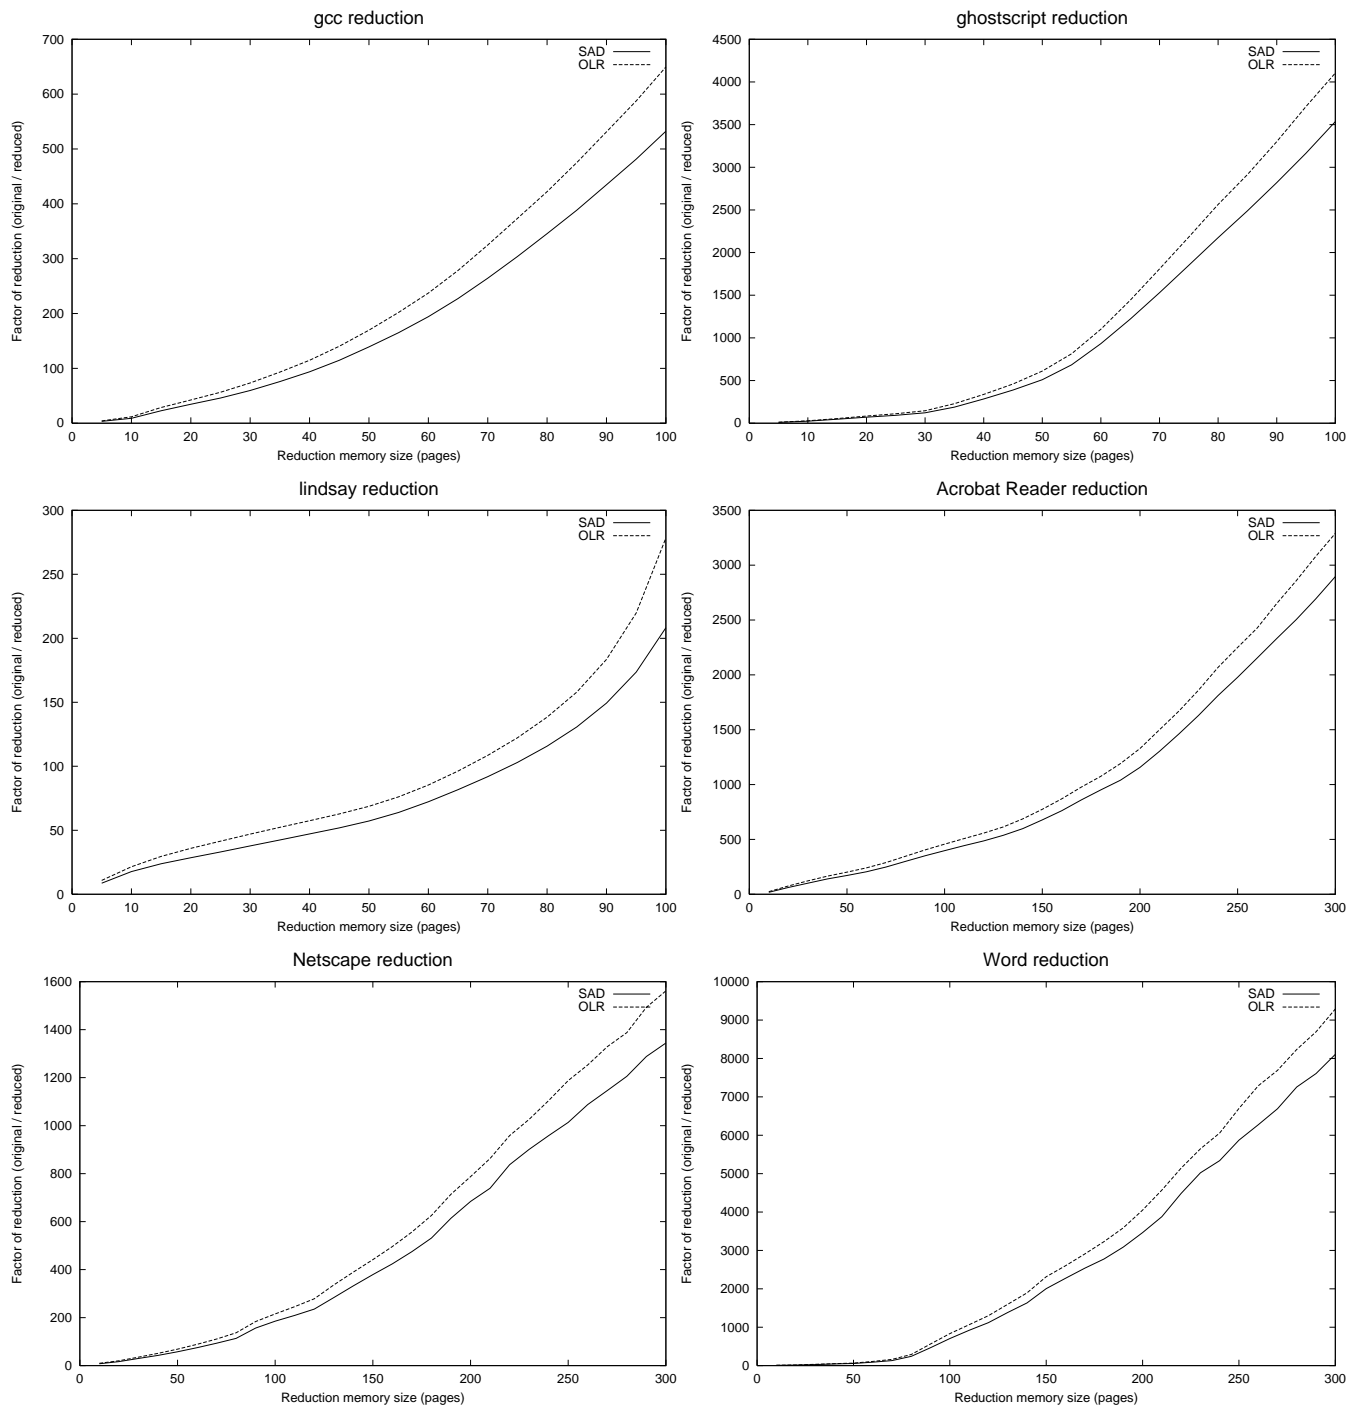 gcc reduction
700
600
500
400
300
200
100
0
0 10 20 30 40 50 60 70 80 90 100
Factor of reduction (original / reduced)
Reduction memory size (pages)
SAD
OLR
ghostscript reduction
4500
4000
3500
3000
2500
2000
1500
1000
500
0
0 10 20 30 40 50 60 70 80 90 100
Factor of reduction (original / reduced)
Reduction memory size (pages)
SAD
OLR
lindsay reduction
300
250
200
150
100
50
0
0 10 20 30 40 50 60 70 80 90 100
Factor of reduction (original / reduced)
Reduction memory size (pages)
SAD
OLR
Acrobat Reader reduction
3500
3000
2500
2000
1500
1000
500
0
0 50 100 150 200 250 300
Factor of reduction (original / reduced)
Reduction memory size (pages)
SAD
OLR
Netscape reduction
1600
1400
1200
1000
800
600
400
200
0
0 50 100 150 200 250 300
Factor of reduction (original / reduced)
Reduction memory size (pages)
SAD
OLR
Word reduction
10000
9000
8000
7000
6000
5000
4000
3000
2000
1000
0
0 50 100 150 200 250 300
Factor of reduction (original / reduced)
Reduction memory size (pages)
SAD
OLR